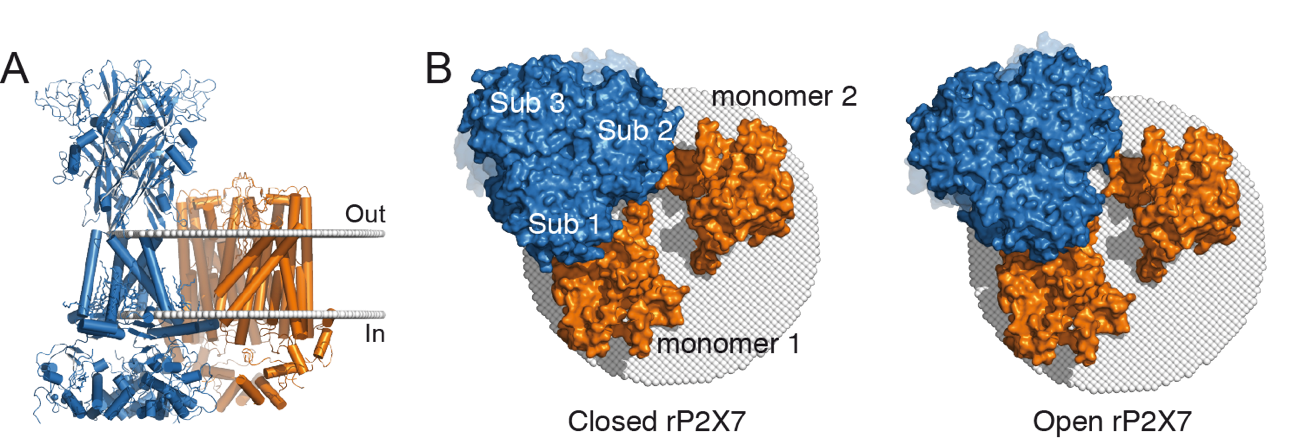 A
Out
In
B
Sub 3
Sub 2
Sub 1
monomer 2
monomer 1
Closed rP2X7
Open rP2X7